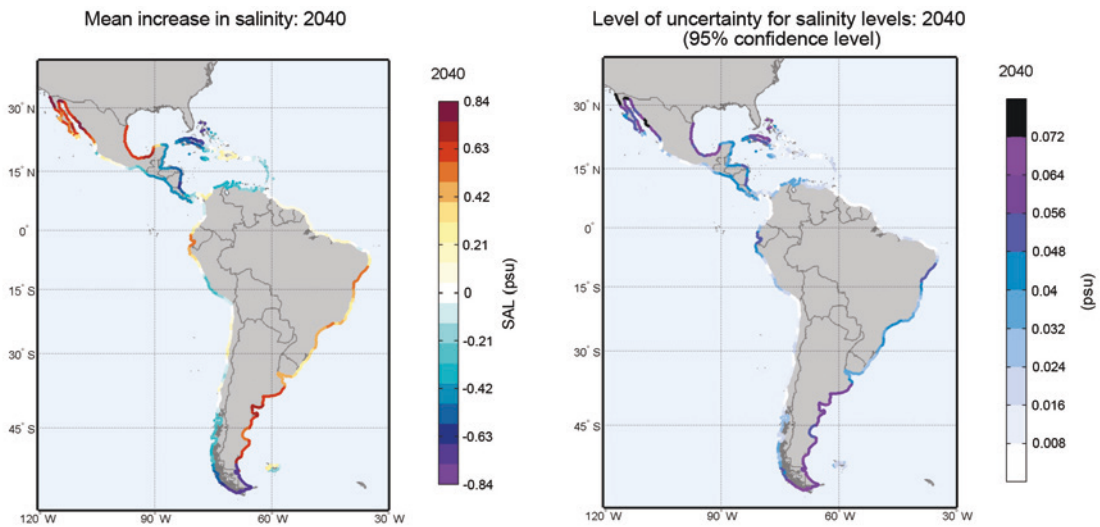 Mean increase in salinity: 2040
2040
30° N
15° N
0°
15° S
30° S
45° S
120 W
90 W
60 W
30 W
0.84
0.63
0.42
0.21
0
-0.21
-0.42
-0.63
-0.84
SAL (psu)
Level of uncertainty for salinity levels: 2040
(95% confidence level)
2040
30° N
15° N
0°
15° S
30° S
45° S
120 W
90 W
60 W
30 W
0.072
0.064
0.056
0.048
0.04
0.032
0.024
0.016
0.008
(psu)